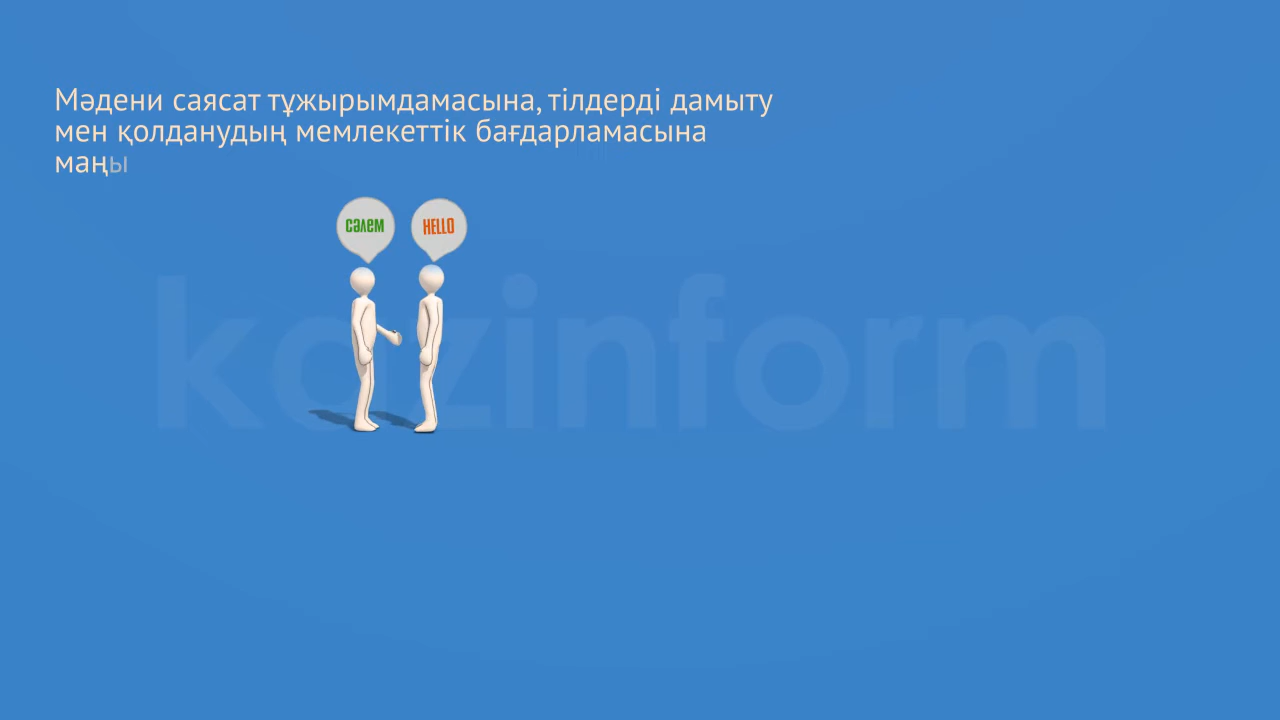 Мәдени саясат тұжырымдамасына, тілдерді дамыту
мен қолданудың мемлекеттік бағдарламасына
маңы
сәлем
HELLO
kazinform